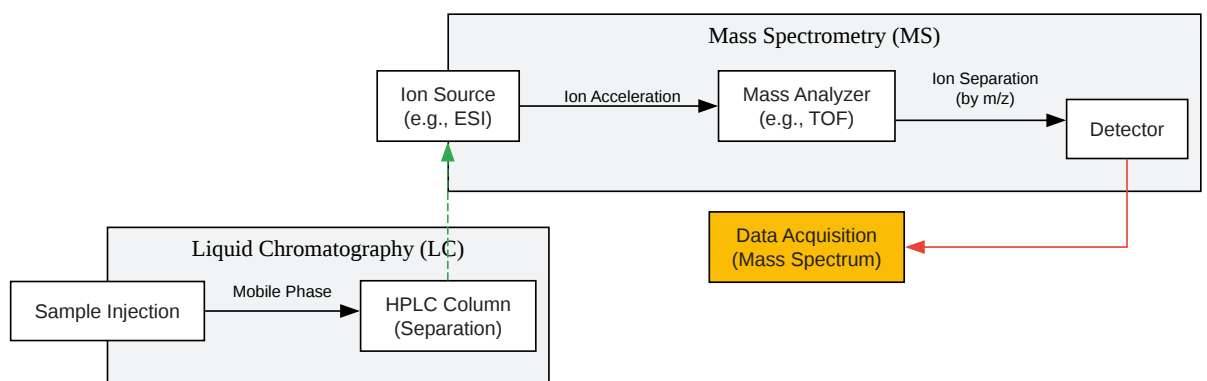 Mass Spectrometry (MS)
Ion Source
(e.g., ESI)
Ion Acceleration
Mass Analyzer
(e.g., TOF)
Ion Separation
(by m/z)
Detector
Data Acquisition
(Mass Spectrum)
Liquid Chromatography (LC)
Sample Injection
Mobile Phase
HPLC Column
(Separation)